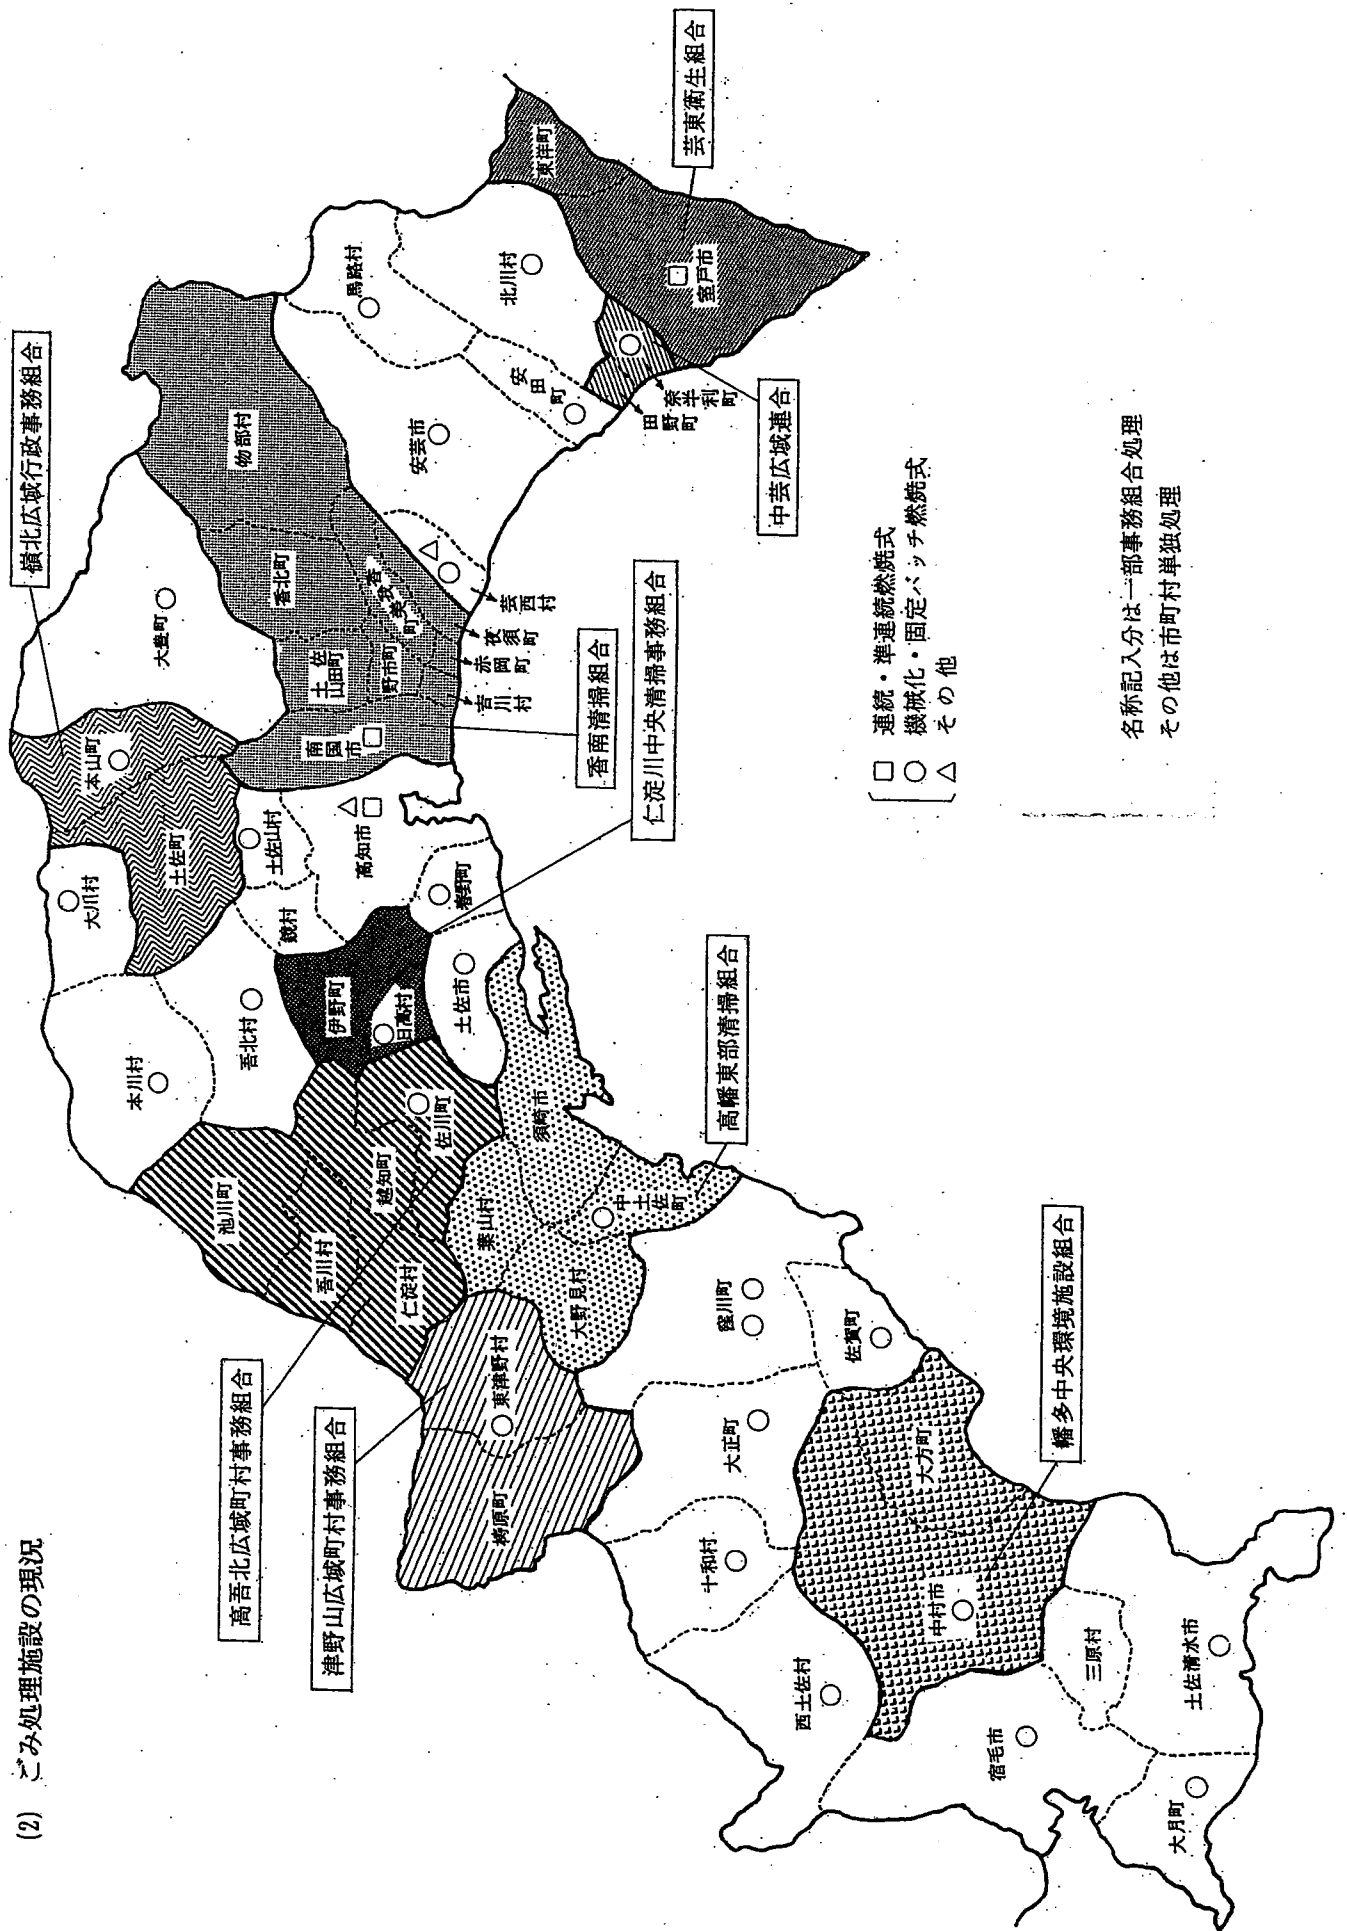 (2) ごみ処理施設の現況
嶺北広域行政事務組合
高吾北広域町村事務組合
津野山広域町村事務組合
芸東衛生組合
中芸広域連合
香南清掃組合
仁淀川中央清掃事務組合
高幡東部清掃組合
幡多中央環境施設組合
東洋町
室戸市
馬路村
北川村
奈半利町
田野町
安田町
安芸市
芸西村
物部村
香北町
香我美町
土佐山田町
野市町
夜須町
赤岡町
吉川村
南国市
大豊町
本山町
土佐町
大川村
土佐山村
高知市
鏡村
春野町
伊野町
日高村
土佐市
本川村
吾北村
池川町
吾川村
越知町
佐川町
仁淀村
須崎市
葉山村
中土佐町
大野見村
東津野村
梼原町
窪川町
佐賀町
大正町
十和村
西土佐村
大方町
中村市
三原村
宿毛市
土佐清水市
大月町
□ 連続・準連続燃焼式
○ 機械化・固定バッチ燃焼式
△ その他
名称記入分は一部事務組合処理
その他は市町村単独処理